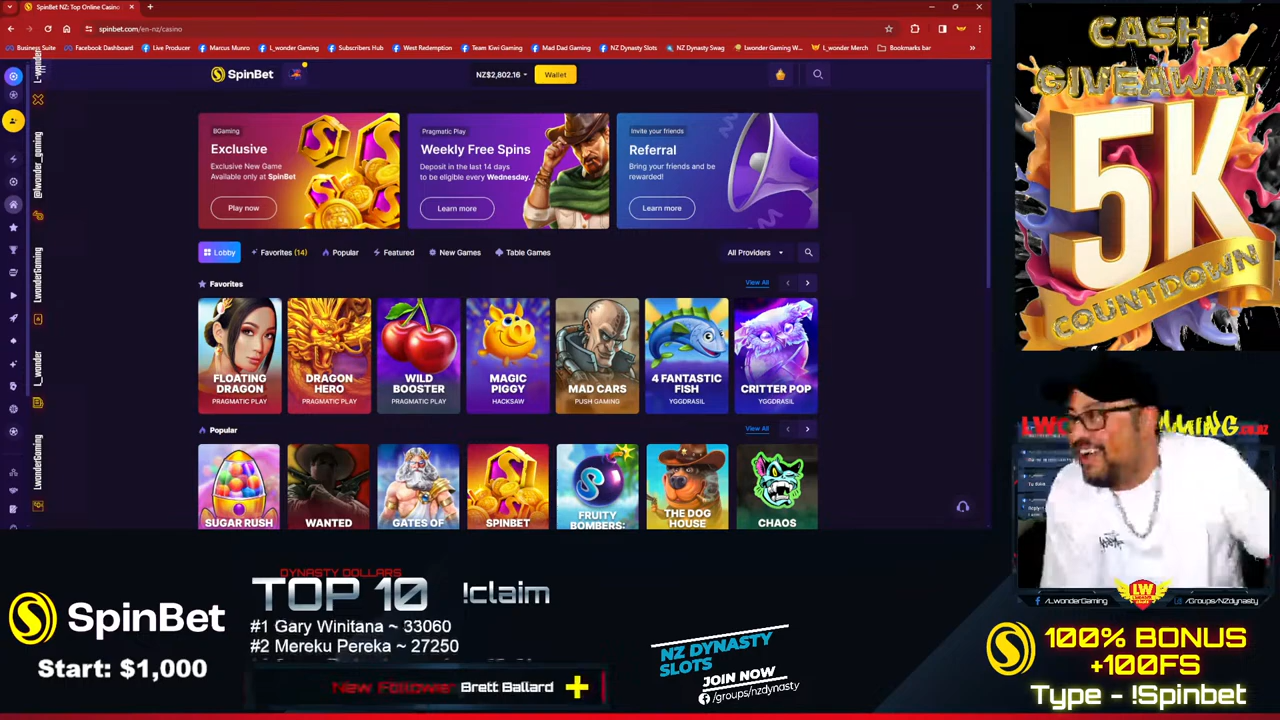 SpinBet NZ: Top Online Casino
spinbet.com/en-nz/casino
Business Suite
Facebook Dashboard
Live Producer
Marcus Munro
L_wonder Gaming
Subscribers Hub
West Redemption
Team Kiwi Gaming
Mad Dad Gaming
NZ Dynasty Slots
NZ Dynasty Swag
Lwonder Gaming W...
L_wonder Merch
Bookmarks bar
SpinBet
NZ$2,802.16
Wallet
BGaming
Exclusive
Exclusive New Game
Available only at SpinBet
Play now
Pragmatic Play
Weekly Free Spins
Deposit in the last 14 days
to be eligible every Wednesday.
Learn more
Invite your friends
Referral
Bring your friends and be
rewarded!
Learn more
Lobby
Favorites (14)
Popular
Featured
New Games
Table Games
All Providers
Favorites
View All
FLOATING
DRAGON
PRAGMATIC PLAY
DRAGON
HERO
PRAGMATIC PLAY
WILD
BOOSTER
PRAGMATIC PLAY
MAGIC
PIGGY
HACKSAW
MAD CARS
PUSH GAMING
4 FANTASTIC
FISH
YGGDRASIL
CRITTER POP
YGGDRASIL
Popular
View All
SUGAR RUSH
WANTED
GATES OF
SPINBET
FRUITY
BOMBERS:
THE DOG
HOUSE
CHAOS
@lwonder_gaming
LwonderGaming
L_wonder
LwonderGaming
CASH
GIVEAWAY
5K
COUNTDOWN
/LwonderGaming
/Groups/NZdynasty
SpinBet
Start: $1,000
DYNASTY DOLLARS
TOP 10
!claim
#1 Gary Winitana ~ 33060
#2 Mereku Pereka ~ 27250
New Follower Brett Ballard
NZ DYNASTY
SLOTS
JOIN NOW
/groups/nzdynasty
100% BONUS
+100FS
Type - !Spinbet